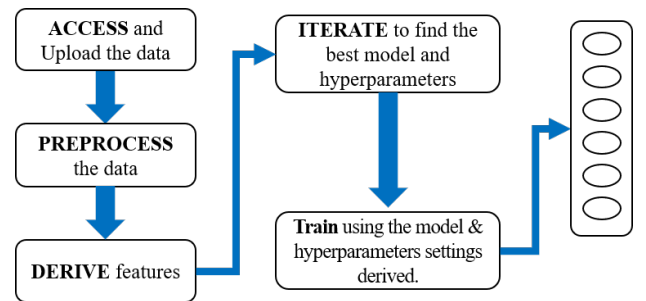 ACCESS and
Upload the data
PREPROCESS
the data
DERIVE features
ITERATE to find the
best model and
hyperparameters
Train using the model &
hyperparameters settings
derived.